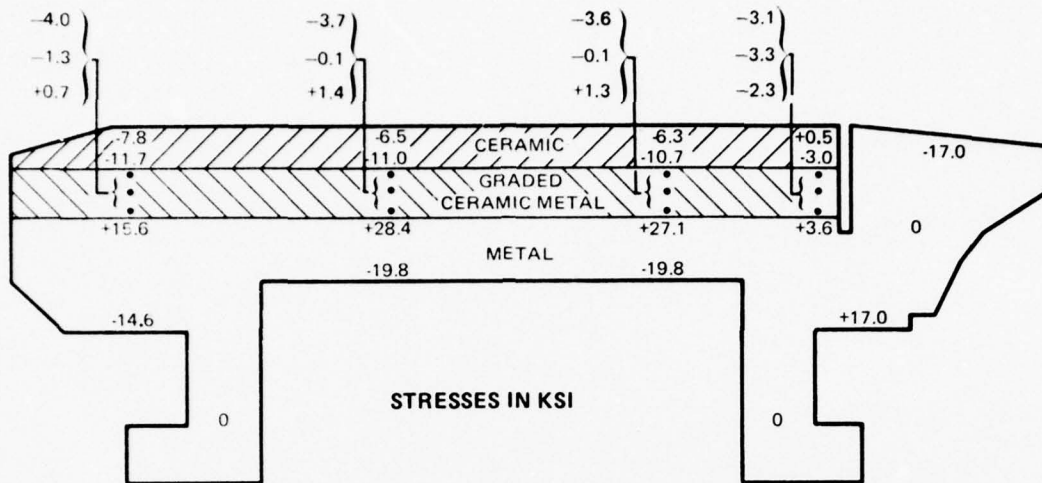 -4.0 -3.7 -3.6 -3.1
-1.3 -0.1 -0.1 -3.3
+0.7 +1.4 +1.3 -2.3
-7.8 -6.5 -6.3 +0.5
CERAMIC
-11.7 -11.0 -10.7 -3.0 -17.0
GRADED
CERAMIC METAL
+15.6 +28.4 +27.1 +3.6 0
METAL
-19.8 -19.8
-14.6 +17.0
STRESSES IN KSI
0 0